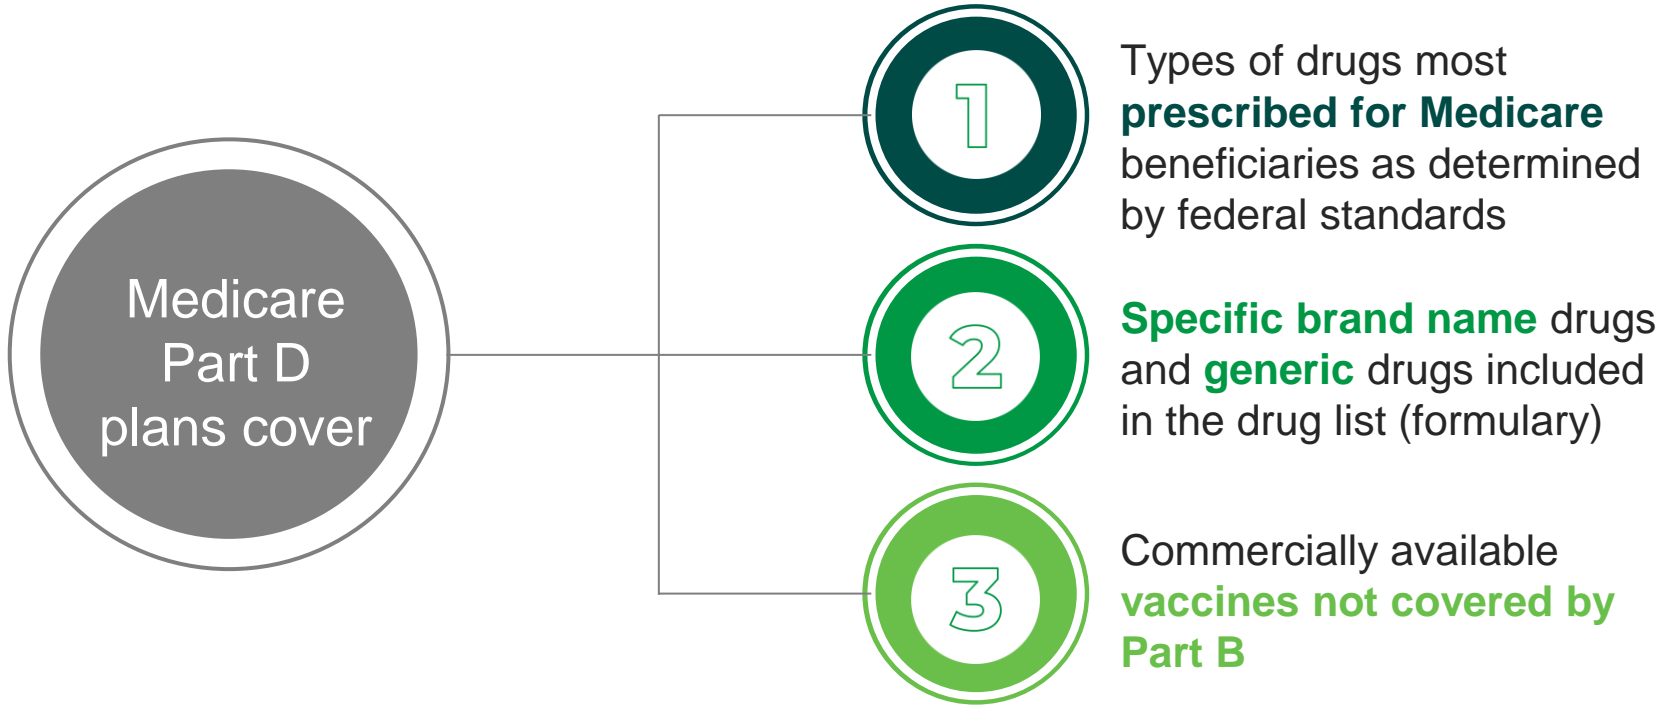 Medicare
Part D
plans cover
1
Types of drugs most
prescribed for Medicare
beneficiaries as determined
by federal standards
2
Specific brand name drugs
and generic drugs included
in the drug list (formulary)
3
Commercially available
vaccines not covered by
Part B